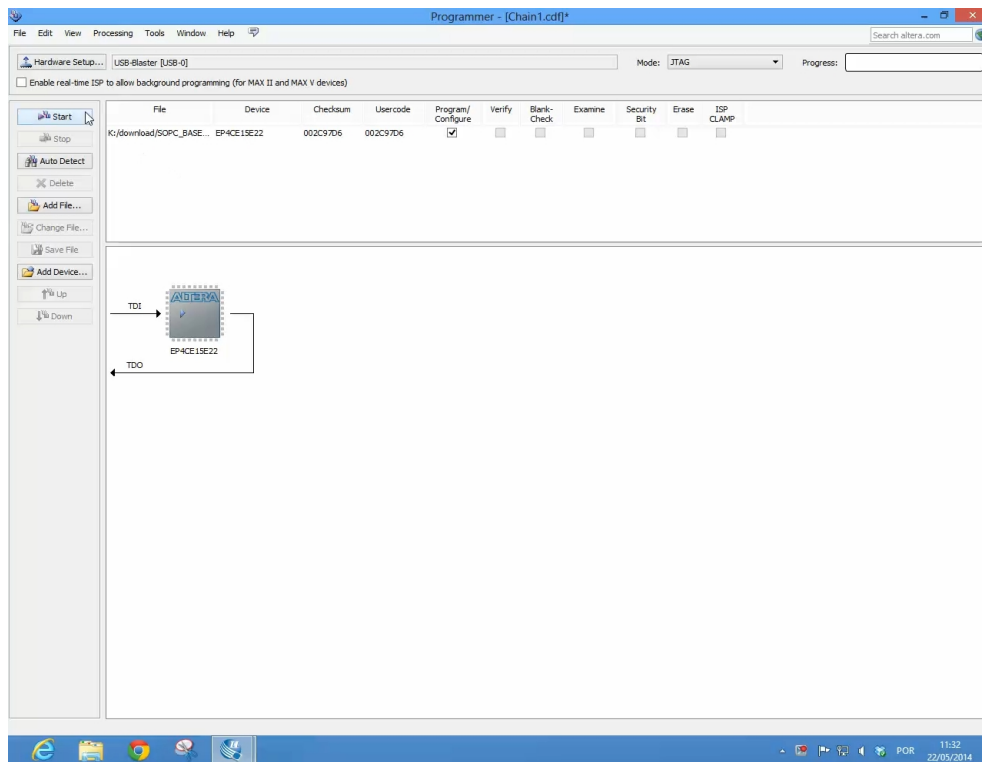 Programmer - [Chain1.cdf]*
File Edit View Processing Tools Window Help
Search altera.com
Hardware Setup... USB-Blaster [USB-0] Mode: JTAG Progress:
Enable real-time ISP to allow background programming (for MAX II and MAX V devices)
Start
Stop
Auto Detect
Delete
Add File...
Change File...
Save File
Add Device...
Up
Down
File Device Checksum Usercode Program/ Configure Verify Blank- Check Examine Security Bit Erase ISP CLAMP
K:/download/SOPC_BASE... EP4CE15E22 002C97D6 002C97D6
TDI
ALTERA
EP4CE15E22
TDO
POR
11:32
22/05/2014